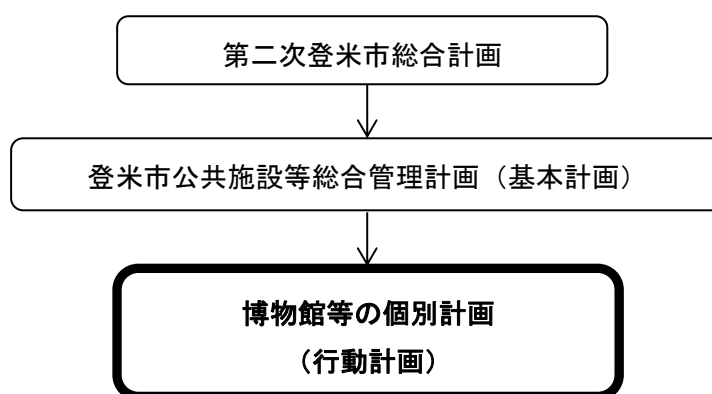 第二次登米市総合計画
登米市公共施設等総合管理計画（基本計画）
博物館等の個別計画
（行動計画）